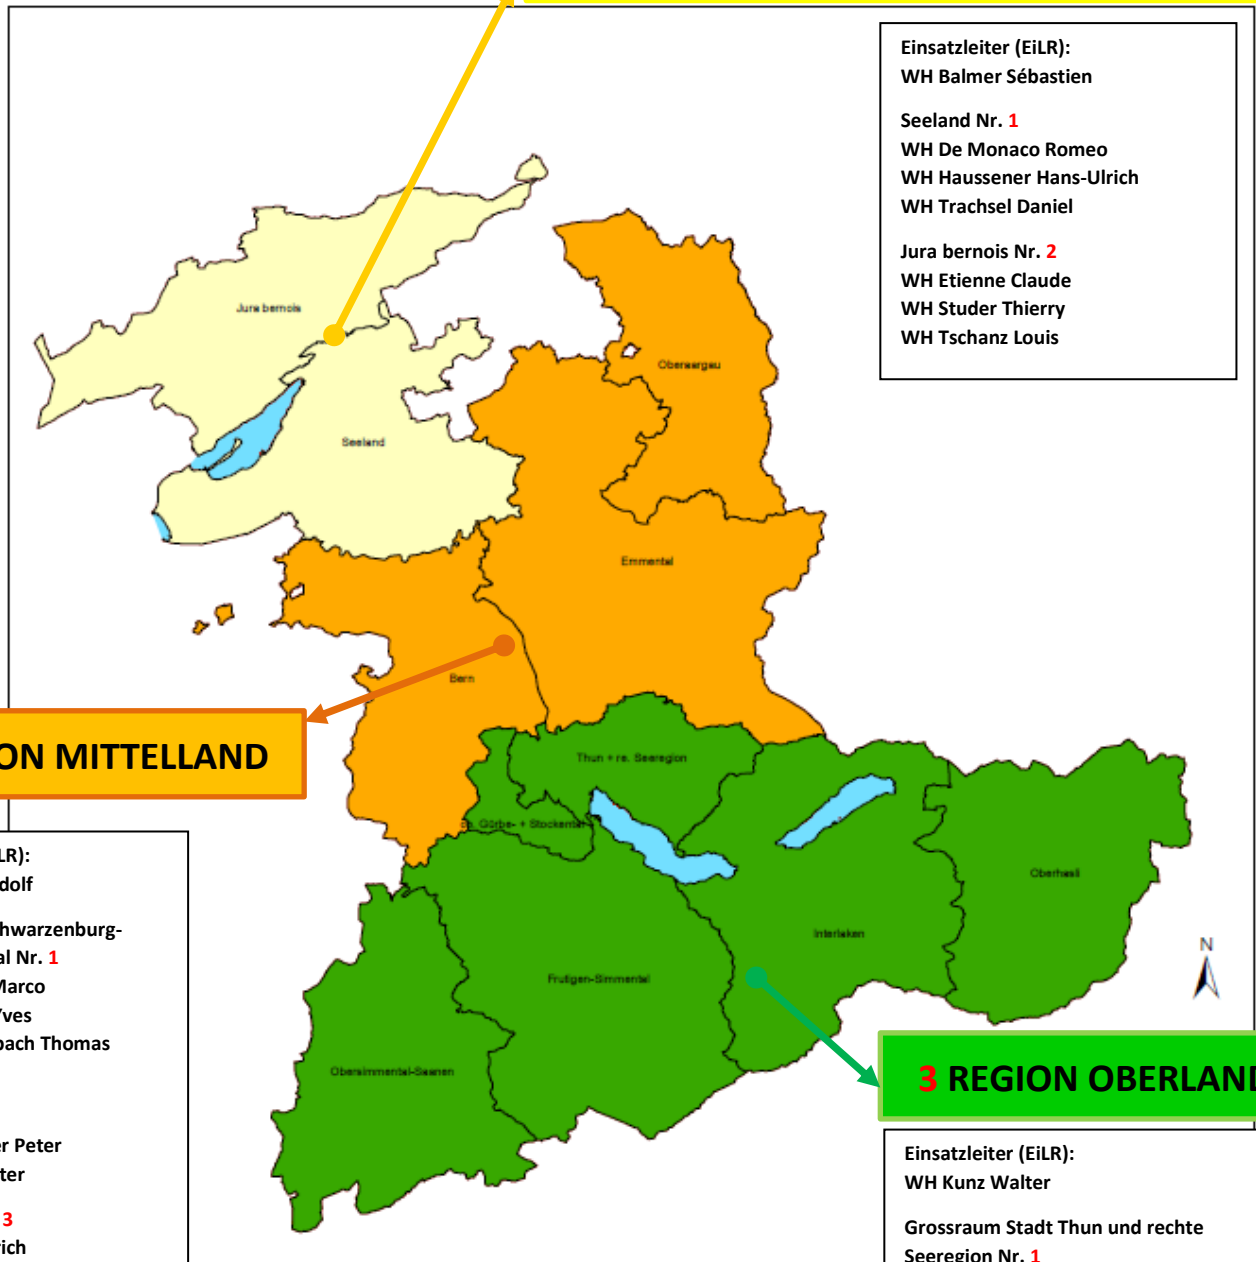 Einsatzleiter (EiLR):
WH Balmer Sébastien
Seeland Nr. 1
WH De Monaco Romeo
WH Haussener Hans-Ulrich
WH Trachsel Daniel
Jura bernois Nr. 2
WH Etienne Claude
WH Studer Thierry
WH Tschanz Louis
Jura bernois
Oberaargau
Seeland
Emmental
Bern
ON MITTELLAND
Thun + re. Seeregion
Gürbe- + Stockental
Oberhasli
Interlaken
Frutigen-Simmental
Obersimmental-Saanen
N
LR):
dolf
hwarzenburg-
al Nr. 1
Marco
Yves
bach Thomas
er Peter
ter
3
rich
3 REGION OBERLAND
Einsatzleiter (EiLR):
WH Kunz Walter
Grossraum Stadt Thun und rechte
Seeregion Nr. 1